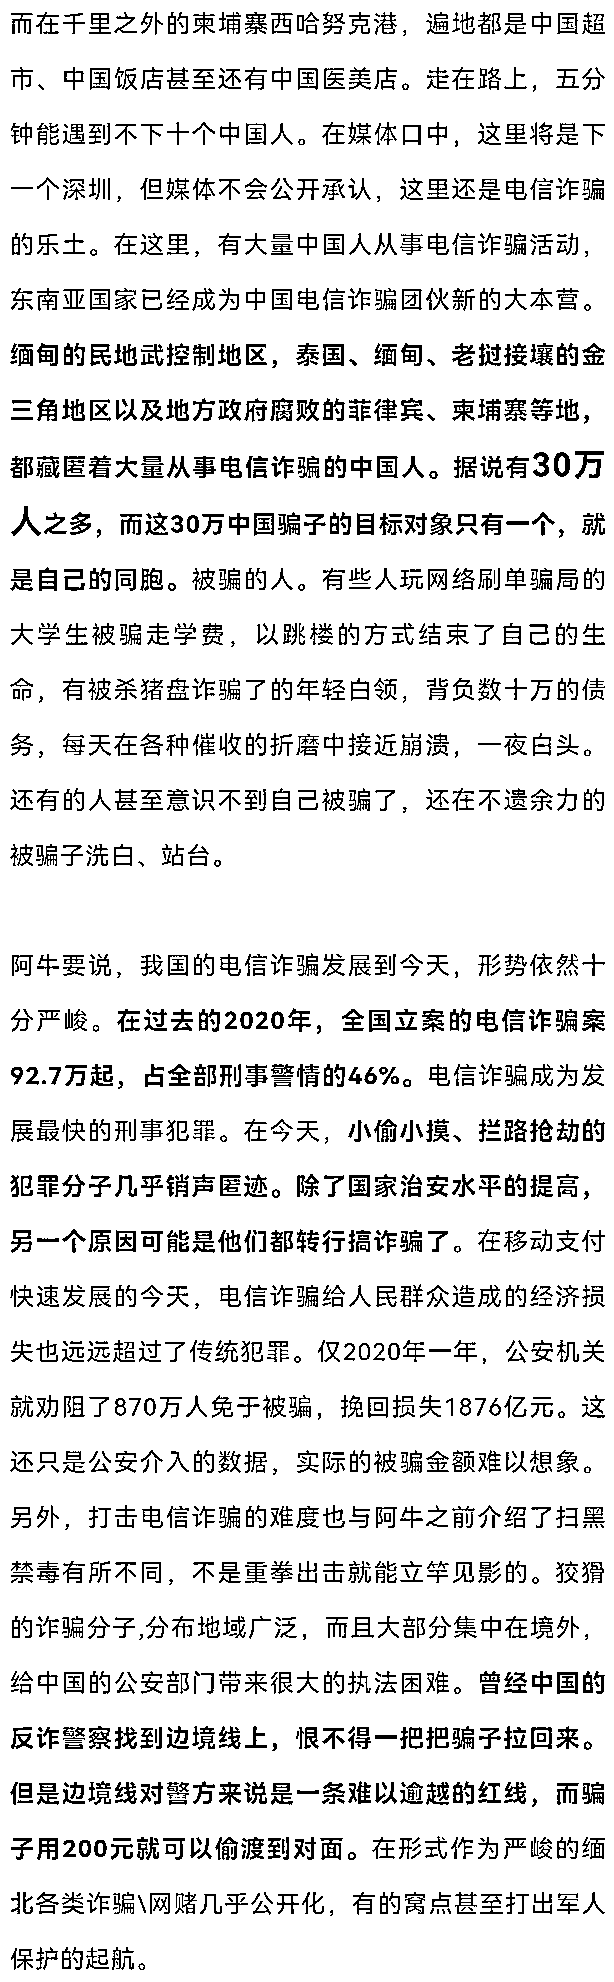 而在千里之外的柬埔寨西哈努克港，遍地都是中国超
市、中国饭店甚至还有中国医美店。走在路上，五分
钟能遇到不下十个中国人。在媒体口中，这里将是下
一个深圳，但媒体不会公开承认，这里还是电信诈骗
的乐土。在这里，有大量中国人从事电信诈骗活动，
东南亚国家已经成为中国电信诈骗团伙新的大本营。
缅甸的民地武控制地区，泰国、缅甸、老挝接壤的金
三角地区以及地方政府腐败的菲律宾、柬埔寨等地，
都藏匿着大量从事电信诈骗的中国人。据说有30万
人之多，而这30万中国骗子的目标对象只有一个，就
是自己的同胞。被骗的人。有些人玩网络刷单骗局的
大学生被骗走学费，以跳楼的方式结束了自己的生
命，有被杀猪盘诈骗了的年轻白领，背负数十万的债
务，每天在各种催收的折磨中接近崩溃，一夜白头。
还有的人甚至意识不到自己被骗了，还在不遗余力的
被骗子洗白、站台。
阿牛要说，我国的电信诈骗发展到今天，形势依然十
分严峻。在过去的2020年，全国立案的电信诈骗案
92.7万起，占全部刑事警情的46%。电信诈骗成为发
展最快的刑事犯罪。在今天，小偷小摸、拦路抢劫的
犯罪分子几乎销声匿迹。除了国家治安水平的提高，
另一个原因可能是他们都转行搞诈骗了。在移动支付
快速发展的今天，电信诈骗给人民群众造成的经济损
失也远远超过了传统犯罪。仅2020年一年，公安机关
就劝阻了870万人免于被骗，挽回损失1876亿元。这
还只是公安介入的数据，实际的被骗金额难以想象。
另外，打击电信诈骗的难度也与阿牛之前介绍了扫黑
禁毒有所不同，不是重拳出击就能立竿见影的。狡猾
的诈骗分子,分布地域广泛，而且大部分集中在境外，
给中国的公安部门带来很大的执法困难。曾经中国的
反诈警察找到边境线上，恨不得一把把骗子拉回来。
但是边境线对警方来说是一条难以逾越的红线，而骗
子用200元就可以偷渡到对面。在形式作为严峻的缅
北各类诈骗\网赌几乎公开化，有的窝点甚至打出军人
保护的起航。